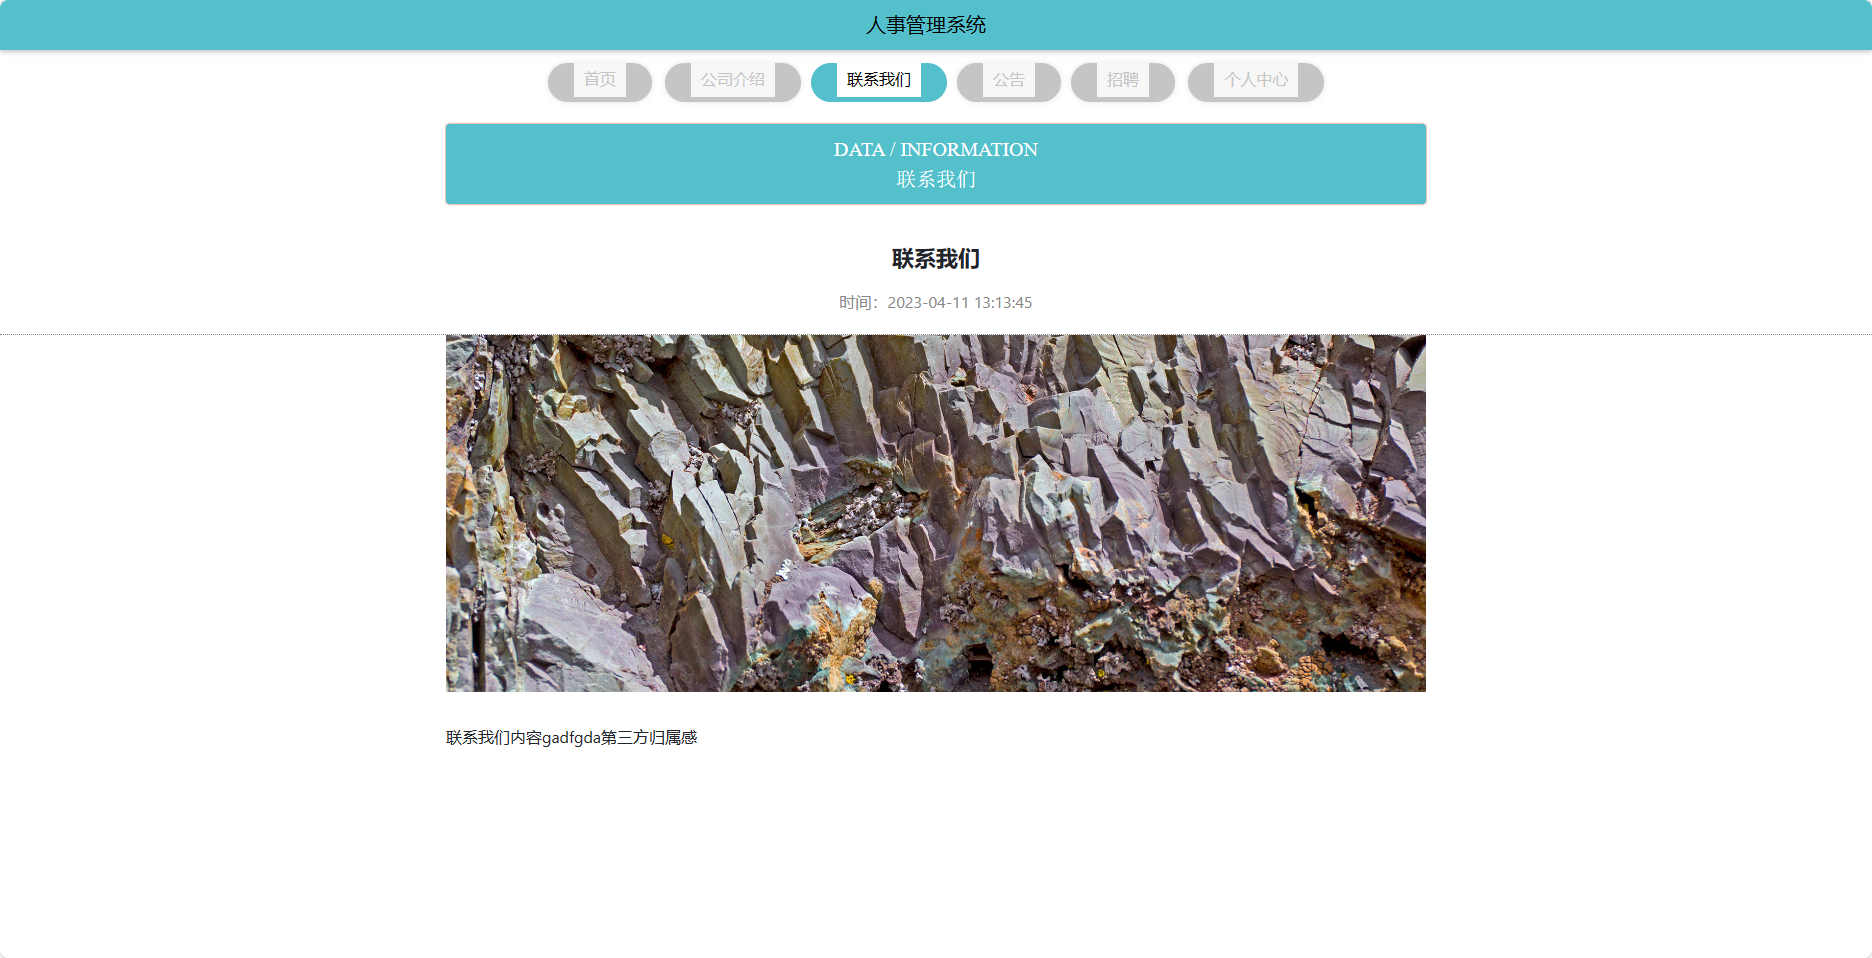 人事管理系统
首页 公司介绍 联系我们 公告 招聘 个人中心
DATA / INFORMATION
联系我们
联系我们
时间：2023-04-11 13:13:45
联系我们内容gadfgda第三方归属感